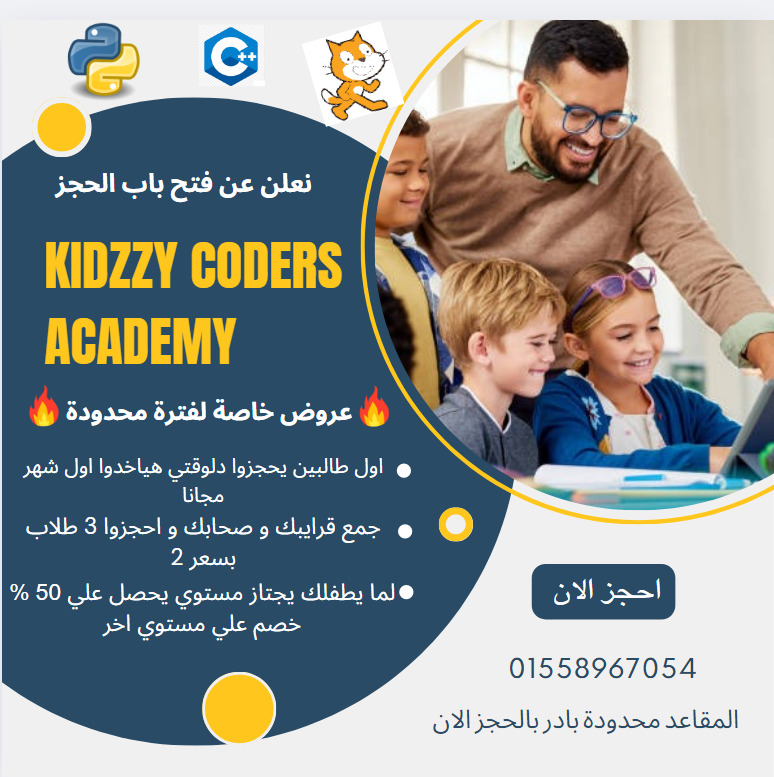 C++
نعلن عن فتح باب الحجز
KIDZZY CODERS
ACADEMY
🔥 عروض خاصة لفترة محدودة 🔥
اول طالبين يحجزوا دلوقتي هياخدوا اول شهر
مجانا
جمع قرايبك و صحابك و احجزوا 3 طلاب
بسعر 2
لما يطفلك يجتاز مستوي يحصل علي 50 %
خصم علي مستوي اخر
احجز الان
01558967054
المقاعد محدودة بادر بالحجز الان